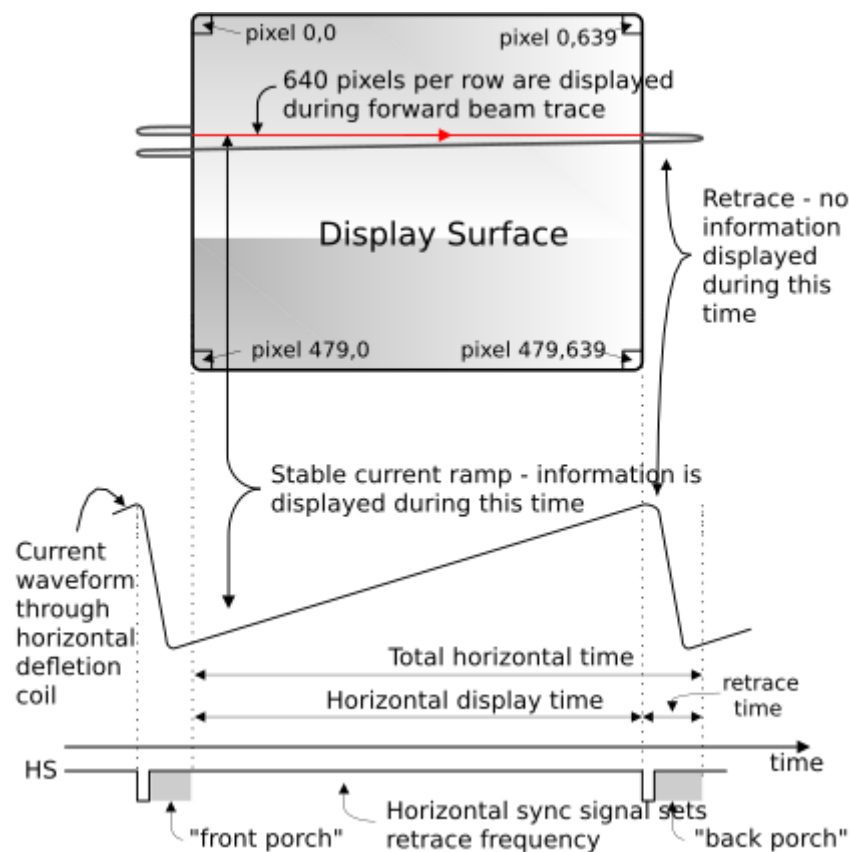 pixel 0,0
pixel 0,639
640 pixels per row are displayed
during forward beam trace
Retrace - no
information
displayed
during this
time
Display Surface
pixel 479,0
pixel 479,639
Stable current ramp - information is
displayed during this time
Current
waveform
through
horizontal
defletion
coil
Total horizontal time
Horizontal display time
retrace
time
time
HS
Horizontal sync signal sets
retrace frequency
"front porch"
"back porch"